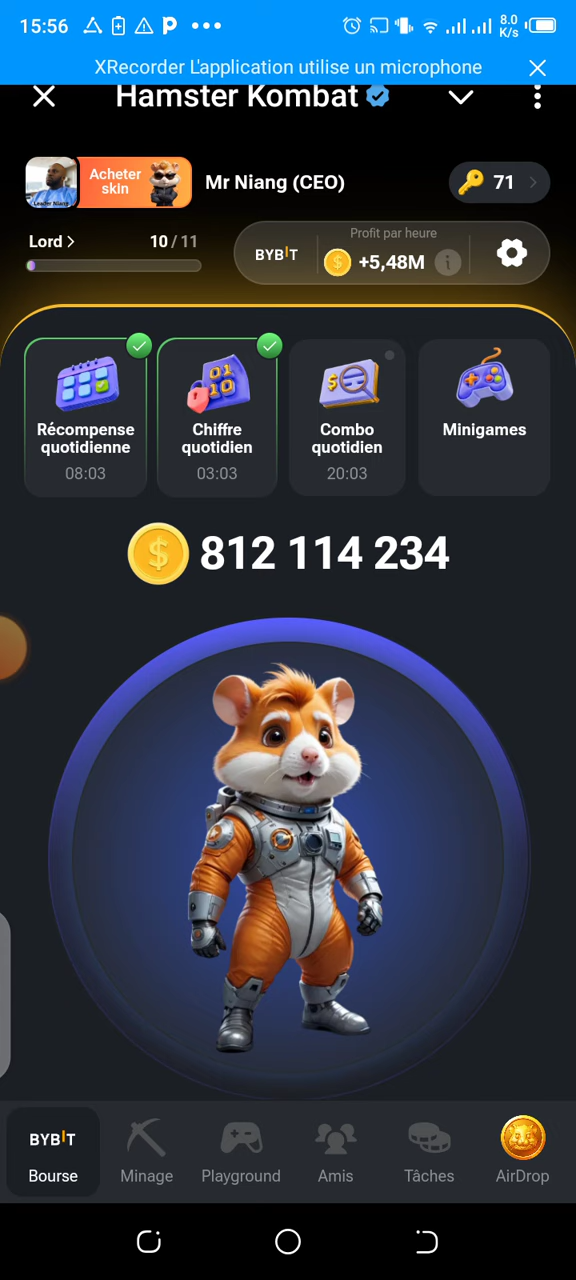 15:56
8.0
K/s
XRecorder L'application utilise un microphone
Hamster Kombat
Acheter
skin
Mr Niang (CEO)
71
Lord
10 / 11
BYBIT
Profit par heure
+5,48M
Récompense
quotidienne
08:03
Chiffre
quotidien
03:03
Combo
quotidien
20:03
Minigames
812 114 234
BYBIT
Bourse
Minage
Playground
Amis
Tâches
AirDrop